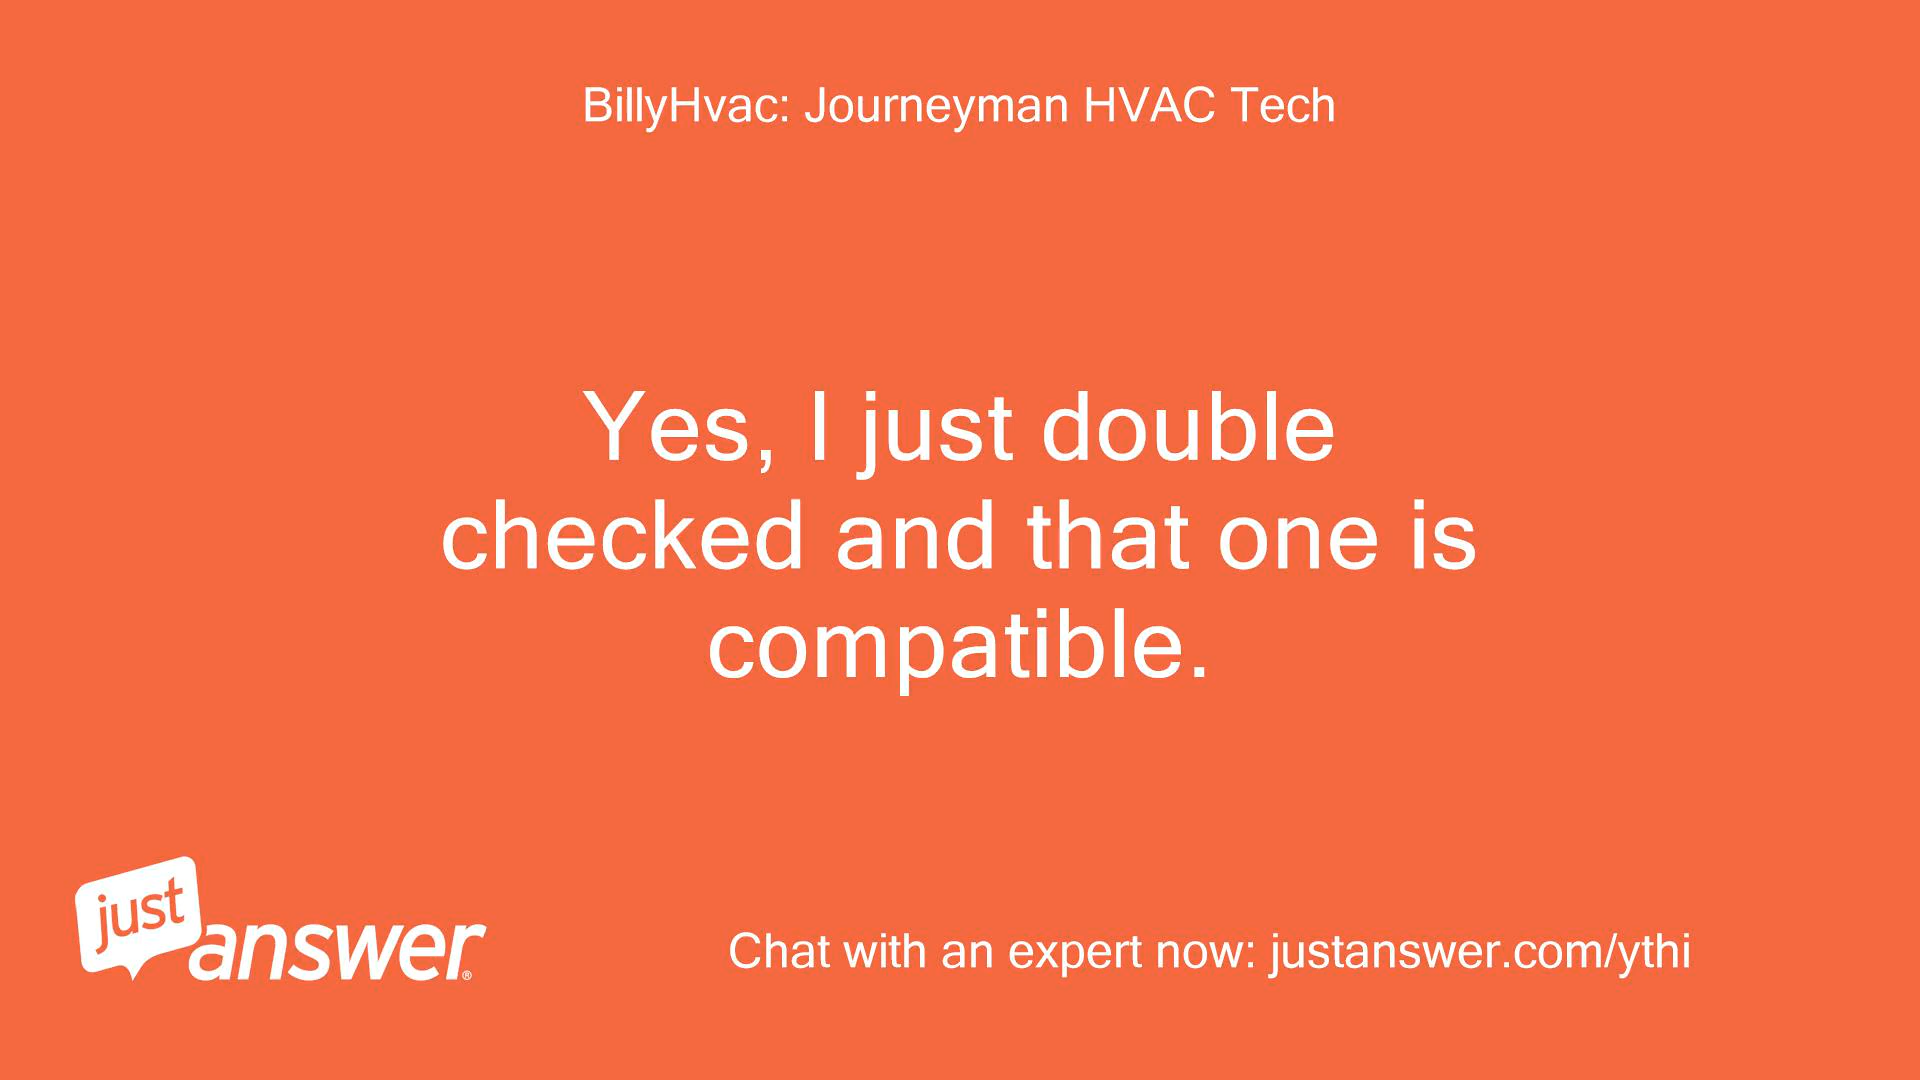 BillyHvac: Journeyman HVAC Tech
Yes, I just double
checked and that one is
compatible.
just
answer®
Chat with an expert now: justanswer.com/ythi